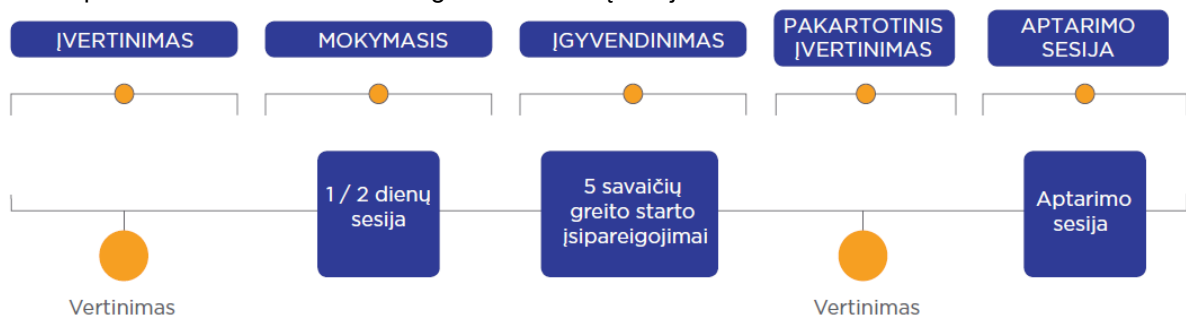 ĮVERTINIMAS
MOKYMASIS
ĮGYVENDINIMAS
PAKARTOTINIS
ĮVERTINIMAS
APTARIMO
SESIJA
1 / 2 dienų
sesija
5 savaičių
greito starto
įsipareigojimai
Aptarimo
sesija
Vertinimas
Vertinimas